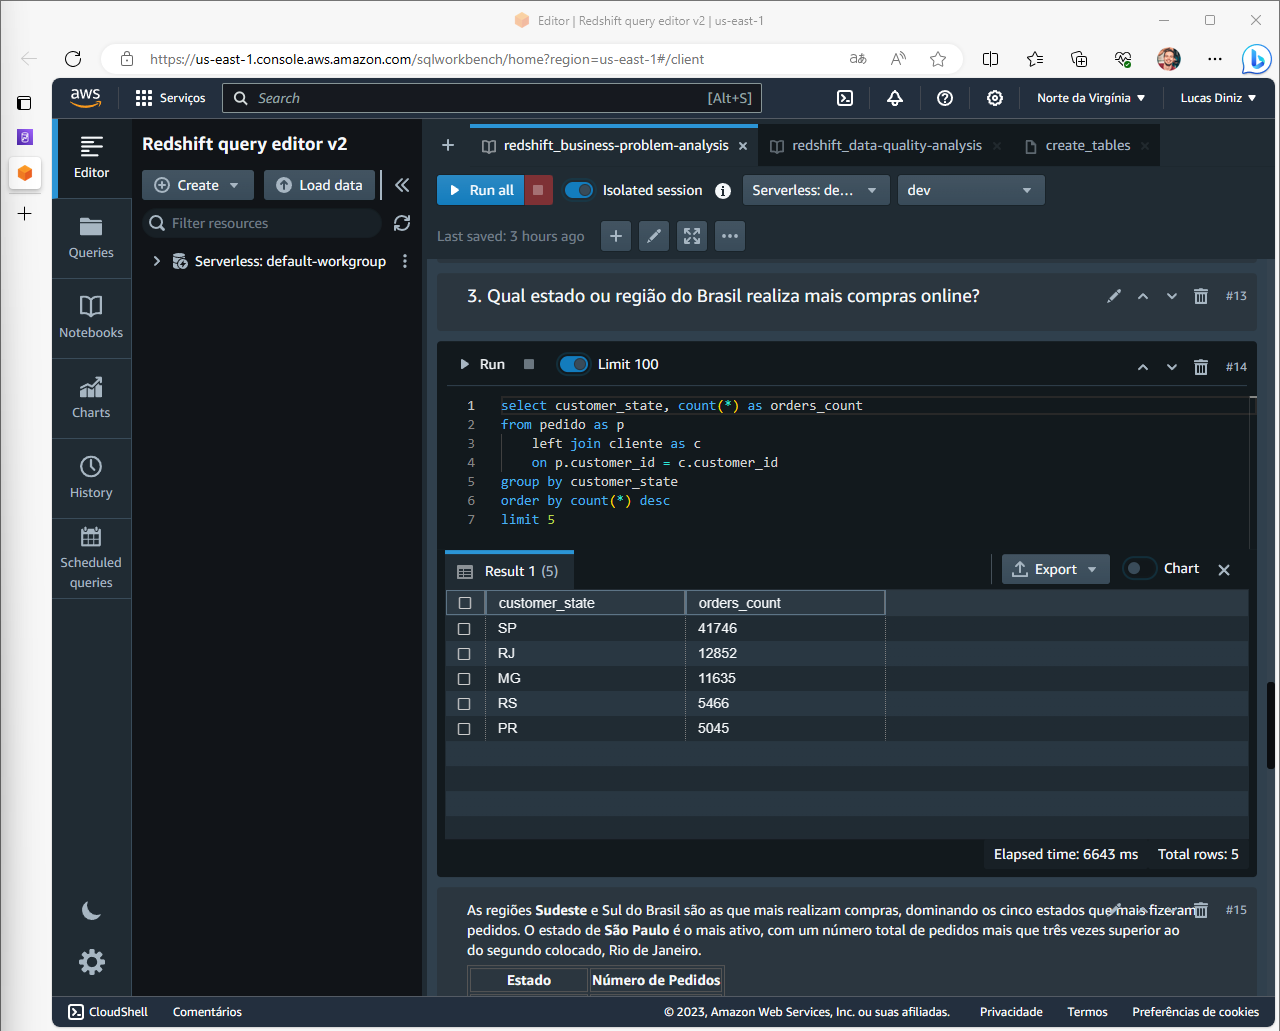 Editor | Redshift query editor v2 | us-east-1
https://us-east-1.console.aws.amazon.com/sqlworkbench/home?region=us-east-1#/client
aws
Serviços
Search
[Alt+S]
Norte da Virgínia
Lucas Diniz
Editor
Queries
Notebooks
Charts
History
Scheduled
queries
Redshift query editor v2
Create
Load data
Filter resources
Serverless: default-workgroup
redshift_business-problem-analysis
redshift_data-quality-analysis
create_tables
Run all
Isolated session
Serverless: de...
dev
Last saved: 3 hours ago
3. Qual estado ou região do Brasil realiza mais compras online?
#13
Run
Limit 100
#14
1 select customer_state, count(*) as orders_count
2 from pedido as p
3 left join cliente as c
4 on p.customer_id = c.customer_id
5 group by customer_state
6 order by count(*) desc
7 limit 5
Result 1 (5)
Export
Chart
customer_state orders_count
SP 41746
RJ 12852
MG 11635
RS 5466
PR 5045
Elapsed time: 6643 ms Total rows: 5
As regiões Sudeste e Sul do Brasil são as que mais realizam compras, dominando os cinco estados que mais fizeram
#15
pedidos. O estado de São Paulo é o mais ativo, com um número total de pedidos mais que três vezes superior ao
do segundo colocado, Rio de Janeiro.
Estado Número de Pedidos
CloudShell
Comentários
© 2023, Amazon Web Services, Inc. ou suas afiliadas.
Privacidade
Termos
Preferências de cookies